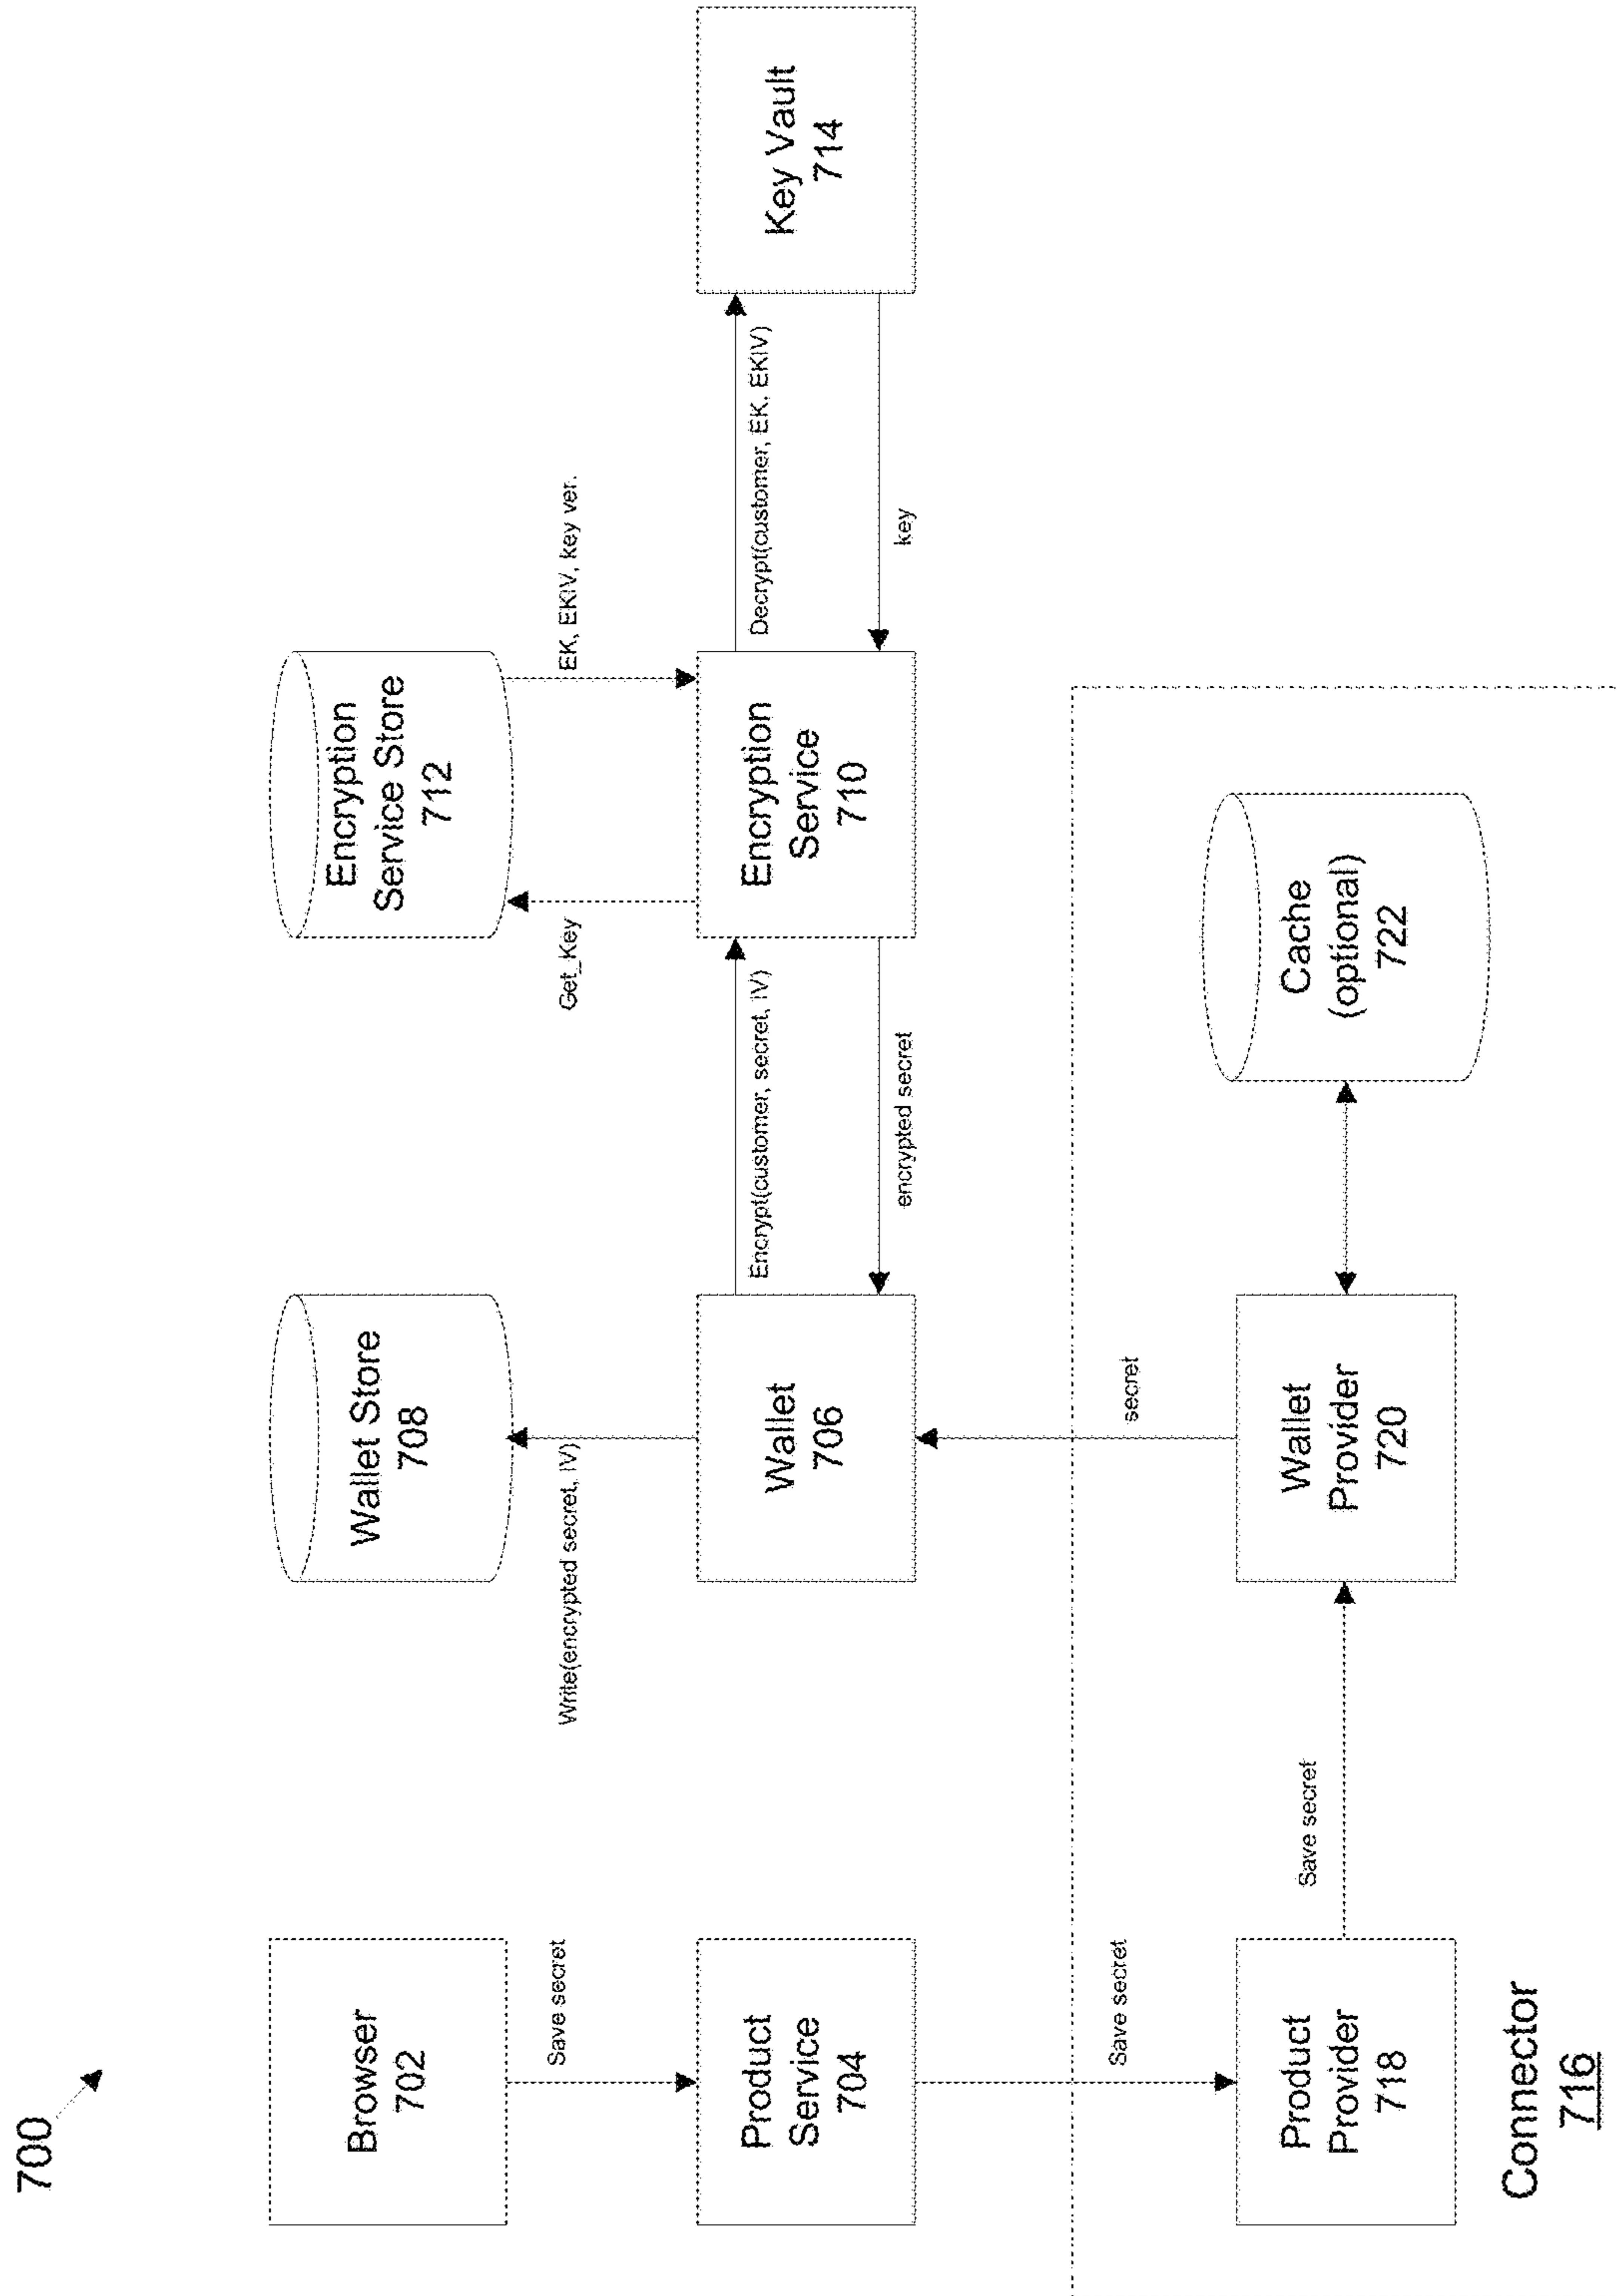 700
Browser
702
Save secret
Product
Service
704
Save secret
Product
Provider
718
Connector
716
Save secret
Wallet Store
708
Write(encrypted secret, IV)
Wallet
706
secret
Wallet
Provider
720
Encrypt(customer, secret, IV)
encrypted secret
Encryption
Service Store
712
Get_Key
EK, EKIV, key ver.
Encryption
Service
710
Cache
(optional)
722
Decrypt(customer, EK, EKIV)
key
Key Vault
714